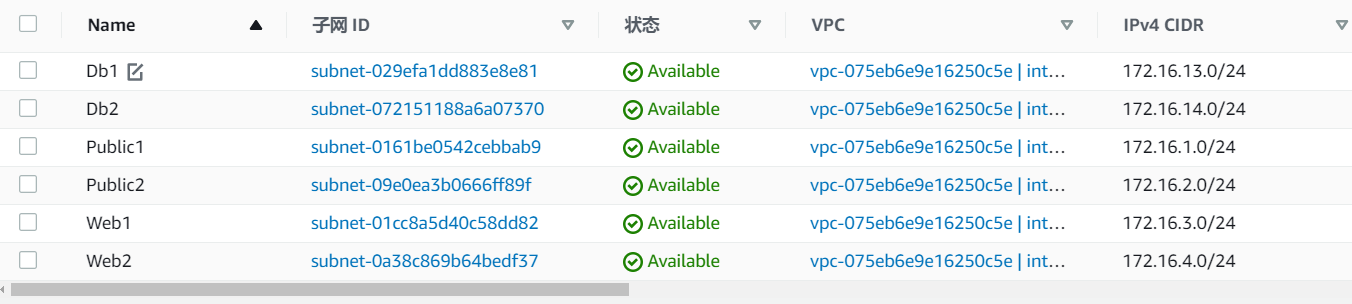 Name 子网 ID 状态 VPC IPv4 CIDR
Db1 subnet-029efa1dd883e8e81 Available vpc-075eb6e9e16250c5e | int… 172.16.13.0/24
Db2 subnet-072151188a6a07370 Available vpc-075eb6e9e16250c5e | int… 172.16.14.0/24
Public1 subnet-0161be0542cebbab9 Available vpc-075eb6e9e16250c5e | int… 172.16.1.0/24
Public2 subnet-09e0ea3b0666ff89f Available vpc-075eb6e9e16250c5e | int… 172.16.2.0/24
Web1 subnet-01cc8a5d40c58dd82 Available vpc-075eb6e9e16250c5e | int… 172.16.3.0/24
Web2 subnet-0a38c869b64bedf37 Available vpc-075eb6e9e16250c5e | int… 172.16.4.0/24